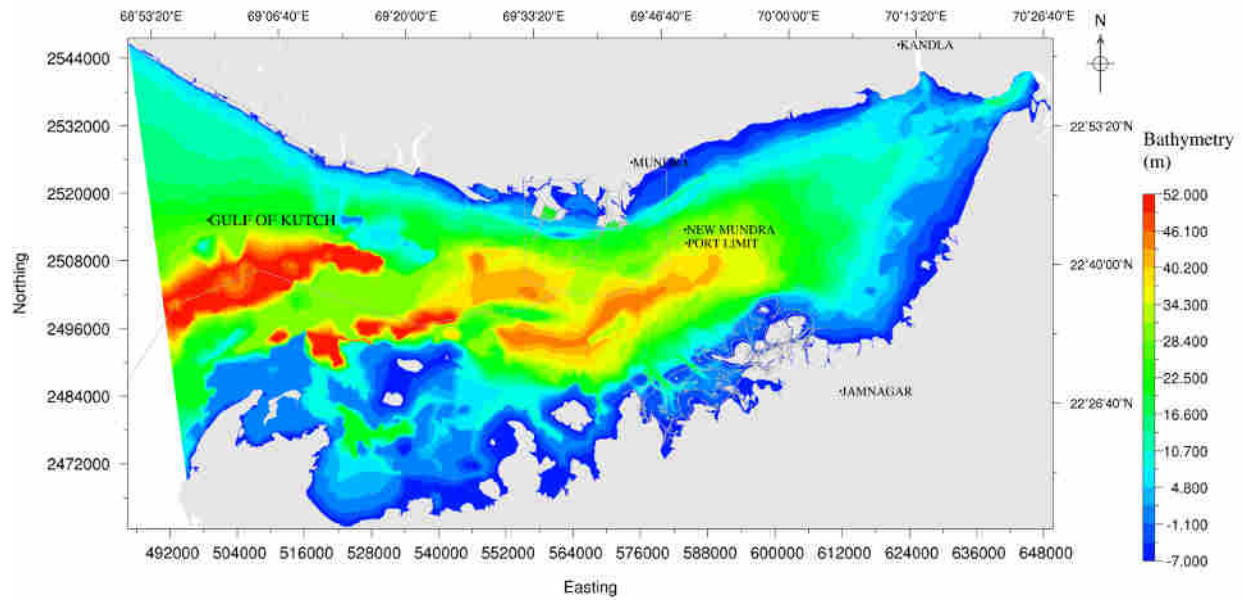 68°53'20"E 69°06'40"E 69°20'00"E 69°33'20"E 69°46'40"E 70°00'00"E 70°13'20"E 70°26'40"E
N
KANDLA
2544000
2532000
22°53'20"N
Bathymetry
(m)
MUNDRA
2520000
52.000
GULF OF KUTCH
NEW MUNDRA
46.100
PORT LIMIT
2508000
22°40'00"N
40.200
Northing
34.300
2496000
28.400
22.500
2484000
JAMNAGAR
22°26'40"N
16.600
10.700
2472000
4.800
-1.100
-7.000
492000 504000 516000 528000 540000 552000 564000 576000 588000 600000 612000 624000 636000 648000
Easting